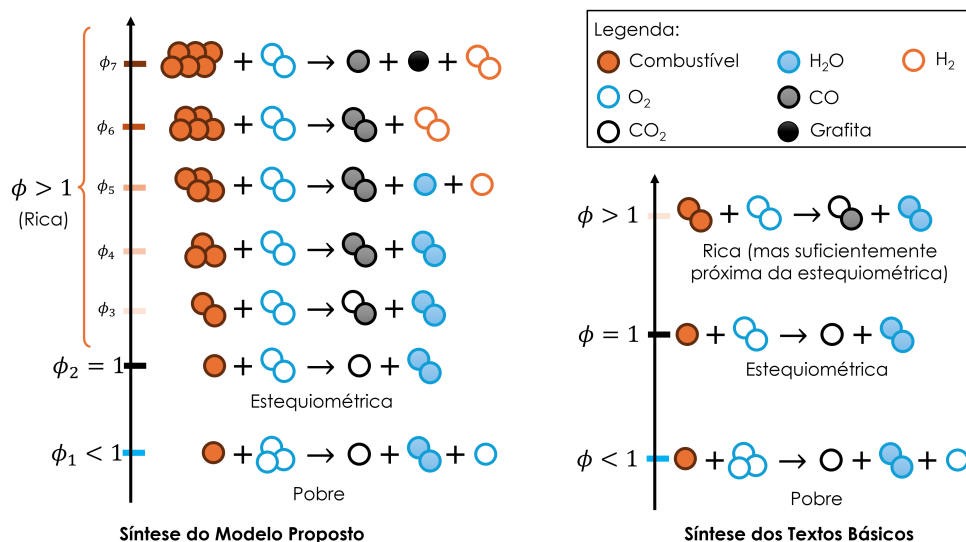 ϕ₇
+
→
+
+
ϕ₆
+
→
+
ϕ > 1
(Rica)
ϕ₅
+
→
+
+
ϕ₄
+
→
+
ϕ₃
+
→
+
ϕ₂ = 1
+
→
+
Estequiométrica
ϕ₁ < 1
+
→
+
+
Pobre
Síntese do Modelo Proposto
Legenda:
Combustível
H₂O
H₂
O₂
CO
CO₂
Grafita
ϕ > 1
+
→
+
Rica (mas suficientemente
próxima da estequiométrica)
ϕ = 1
+
→
+
Estequiométrica
ϕ < 1
+
→
+
+
Pobre
Síntese dos Textos Básicos